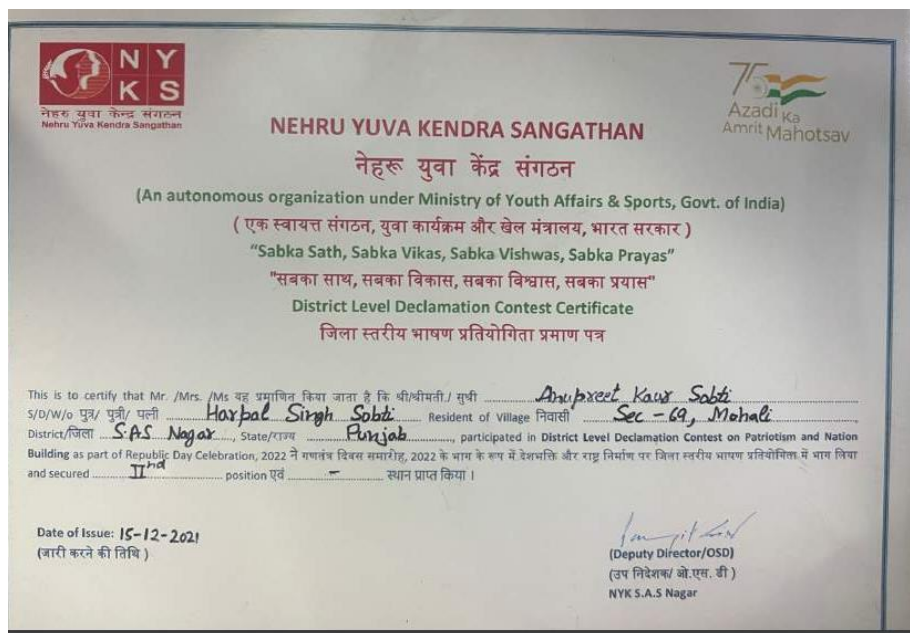 N Y
K S
नेहरु युवा केन्द्र संगठन
Nehru Yuva Kendra Sangathan
75
Azadi Ka
Amrit Mahotsav
NEHRU YUVA KENDRA SANGATHAN
नेहरू युवा केंद्र संगठन
(An autonomous organization under Ministry of Youth Affairs & Sports, Govt. of India)
( एक स्वायत्त संगठन, युवा कार्यक्रम और खेल मंत्रालय, भारत सरकार )
“Sabka Sath, Sabka Vikas, Sabka Vishwas, Sabka Prayas”
"सबका साथ, सबका विकास, सबका विश्वास, सबका प्रयास"
District Level Declamation Contest Certificate
जिला स्तरीय भाषण प्रतियोगिता प्रमाण पत्र
This is to certify that Mr. /Mrs. /Ms यह प्रमाणित किया जाता है कि श्री/श्रीमती/ सुश्री Anupreet Kaur Sobti
S/D/W/o पुत्र/ पुत्री/ पत्नी Harpal Singh Sobti Resident of Village निवासी Sec - 69, Mohali,
District/जिला S.A.S Nagar, State/राज्य Punjab, participated in District Level Declamation Contest on Patriotism and Nation
Building as part of Republic Day Celebration, 2022 ने गणतंत्र दिवस समारोह, 2022 के भाग के रूप में देशभक्ति और राष्ट्र निर्माण पर जिला स्तरीय भाषण प्रतियोगिता में भाग लिया
and secured IInd position एवं - स्थान प्राप्त किया ।
Date of Issue: 15-12-2021
(जारी करने की तिथि )
(Deputy Director/OSD)
(उप निदेशक/ ओ.एस. डी )
NYK S.A.S Nagar